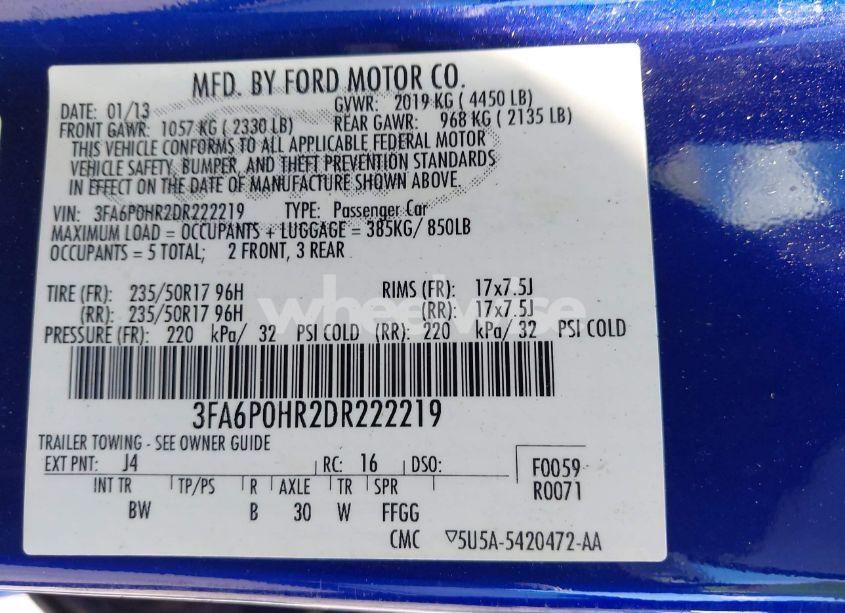 MFD. BY FORD MOTOR CO.
DATE: 01/13 GVWR: 2019 KG ( 4450 LB)
FRONT GAWR: 1057 KG ( 2330 LB) REAR GAWR: 968 KG ( 2135 LB)
THIS VEHICLE CONFORMS TO ALL APPLICABLE FEDERAL MOTOR
VEHICLE SAFETY, BUMPER, AND THEFT PREVENTION STANDARDS
IN EFFECT ON THE DATE OF MANUFACTURE SHOWN ABOVE.
VIN: 3FA6P0HR2DR222219 TYPE: Passenger Car
MAXIMUM LOAD = OCCUPANTS + LUGGAGE = 385KG/ 850LB
OCCUPANTS = 5 TOTAL; 2 FRONT, 3 REAR
TIRE (FR): 235/50R17 96H RIMS (FR): 17x7.5J
(RR): 235/50R17 96H (RR): 17x7.5J
wheelwise
PRESSURE (FR): 220 kPa/ 32 PSI COLD (RR): 220 kPa/ 32 PSI COLD
3FA6P0HR2DR222219
TRAILER TOWING - SEE OWNER GUIDE
EXT PNT: J4 RC: 16 DSO: F0059
R0071
INT TR TP/PS R AXLE TR SPR
BW B 30 W FFGG
CMC ▽5U5A-5420472-AA